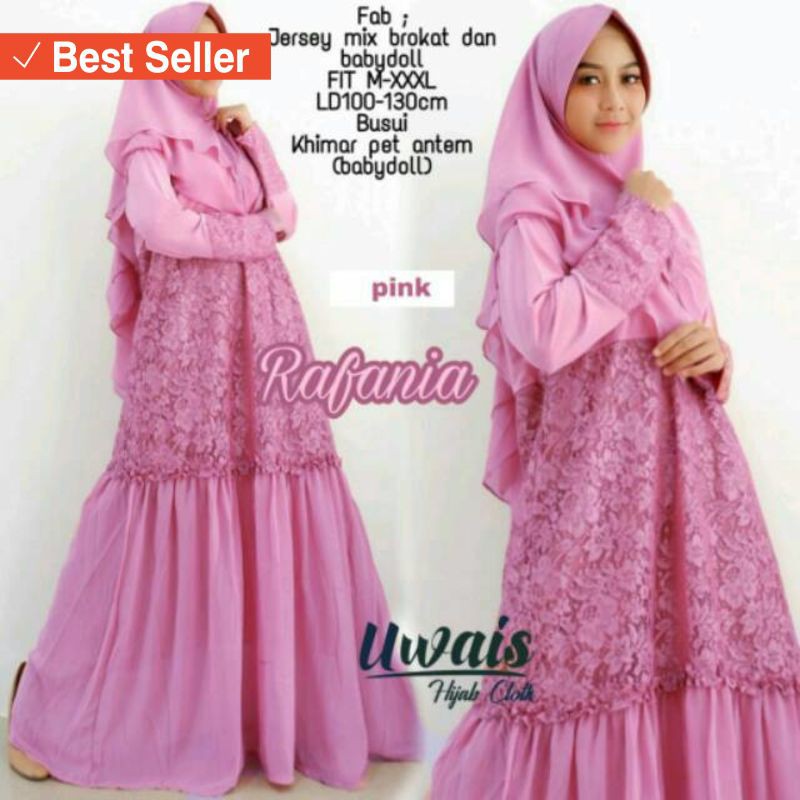 ✓ Best Seller
Fab ;
Jersey mix brokat dan
babydoll
FIT M-XXXL
LD100-130cm
Busui
Khimar pet antem
(babydoll)
pink
Rafania
Uwais
Hijab Cloth